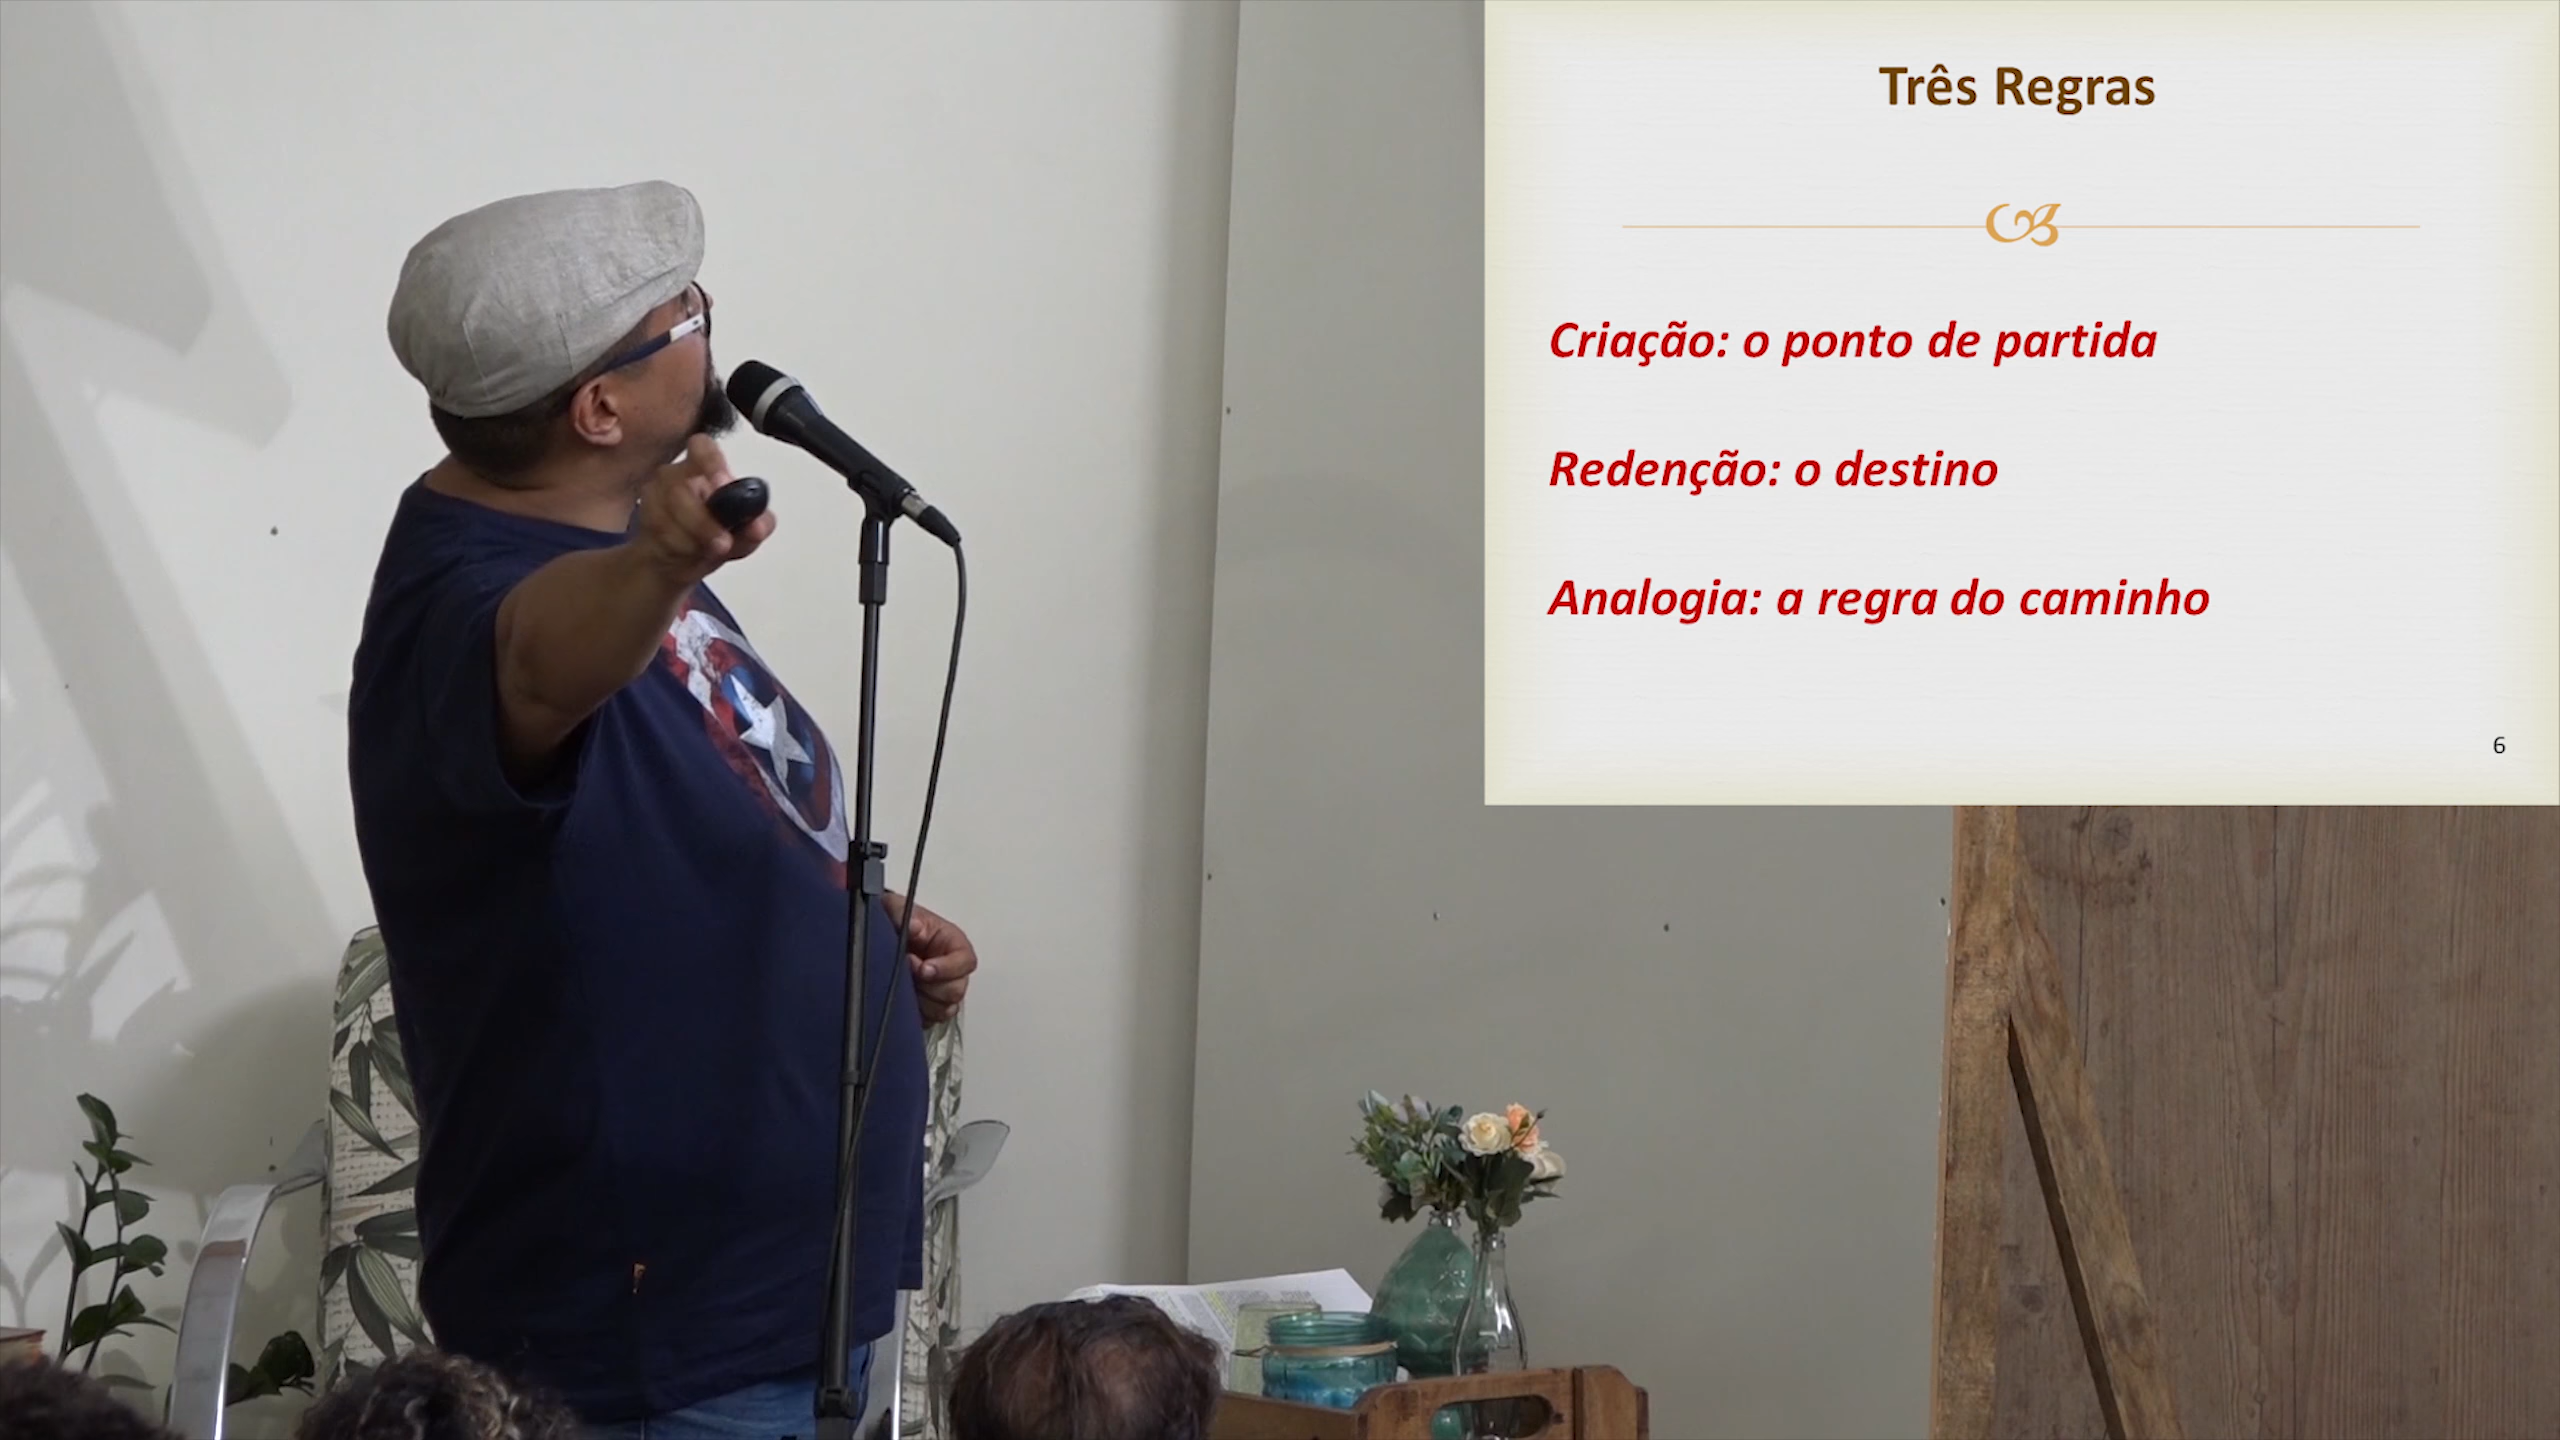 Três Regras
Criação: o ponto de partida
Redenção: o destino
Analogia: a regra do caminho
6